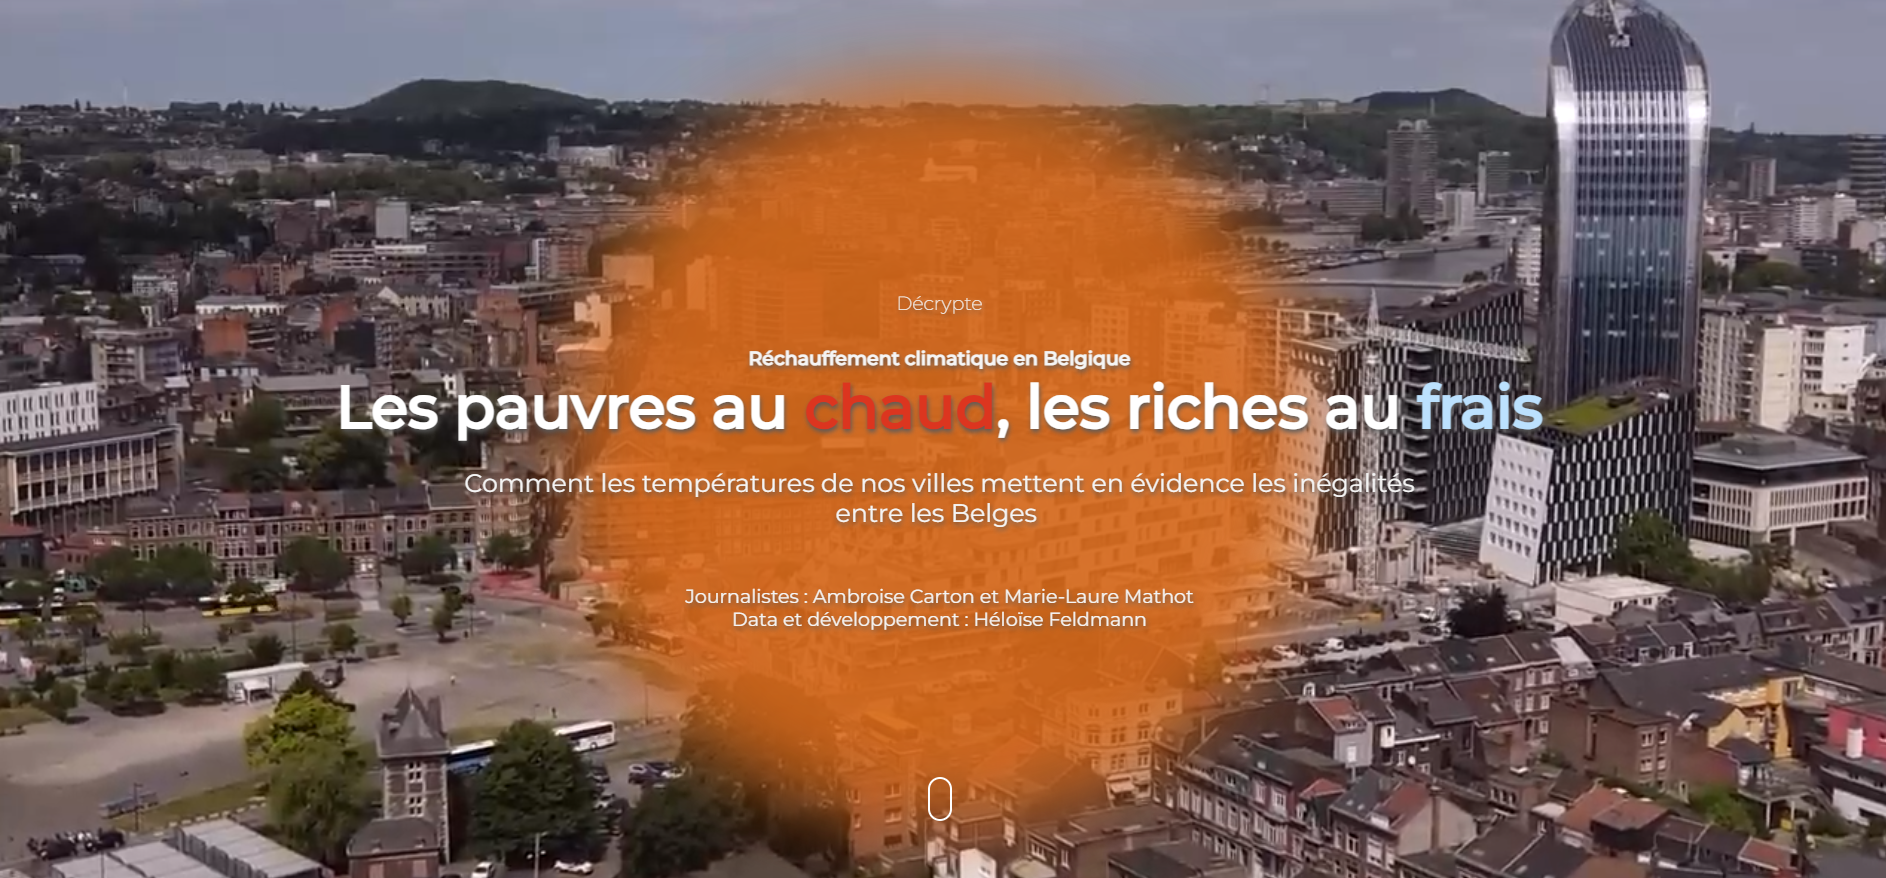 Décrypte
Réchauffement climatique en Belgique
Les pauvres au chaud, les riches au frais
Comment les températures de nos villes mettent en évidence les inégalités
entre les Belges
Journalistes : Ambroise Carton et Marie-Laure Mathot
Data et développement : Héloïse Feldmann